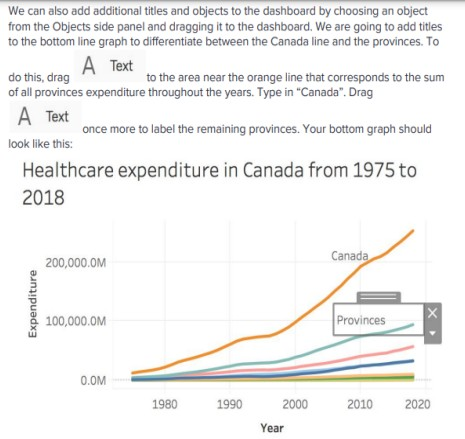 We can also add additional titles and objects to the dashboard by choosing an object
from the Objects side panel and dragging it to the dashboard. We are going to add titles
to the bottom line graph to differentiate between the Canada line and the provinces. To
do this, drag A Text to the area near the orange line that corresponds to the sum
of all provinces expenditure throughout the years. Type in “Canada”. Drag
A Text once more to label the remaining provinces. Your bottom graph should
look like this:
Healthcare expenditure in Canada from 1975 to
2018
Expenditure
200,000.0M
100,000.0M
0.0M
Canada
Provinces
1980 1990 2000 2010 2020
Year